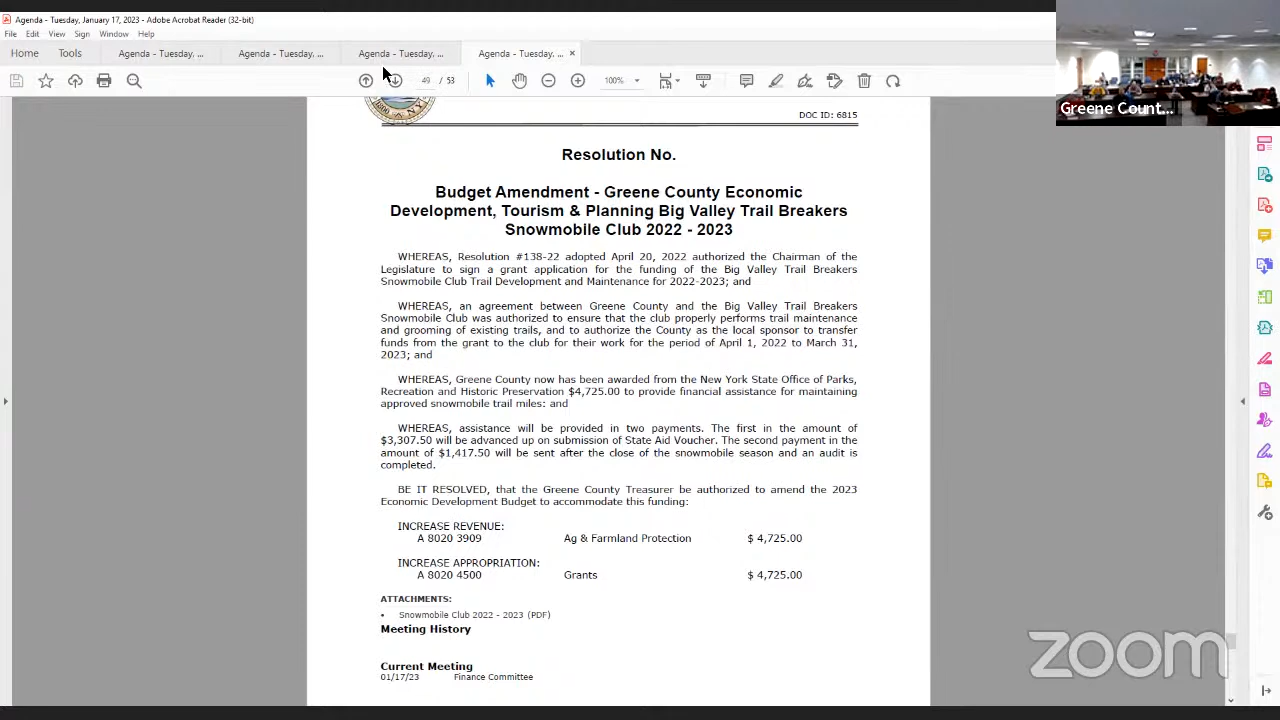 Agenda - Tuesday, January 17, 2023 - Adobe Acrobat Reader (32-bit)
File Edit View Sign Window Help
Home Tools Agenda - Tuesday, ... Agenda - Tuesday, ... Agenda - Tuesday, ... Agenda - Tuesday, ... ×
49 / 53 100%
Greene Count...
DOC ID: 6815
Resolution No.
Budget Amendment - Greene County Economic
Development, Tourism & Planning Big Valley Trail Breakers
Snowmobile Club 2022 - 2023
WHEREAS, Resolution #138-22 adopted April 20, 2022 authorized the Chairman of the
Legislature to sign a grant application for the funding of the Big Valley Trail Breakers
Snowmobile Club Trail Development and Maintenance for 2022-2023; and
WHEREAS, an agreement between Greene County and the Big Valley Trail Breakers
Snowmobile Club was authorized to ensure that the club properly performs trail maintenance
and grooming of existing trails, and to authorize the County as the local sponsor to transfer
funds from the grant to the club for their work for the period of April 1, 2022 to March 31,
2023; and
WHEREAS, Greene County now has been awarded from the New York State Office of Parks,
Recreation and Historic Preservation $4,725.00 to provide financial assistance for maintaining
approved snowmobile trail miles: and
WHEREAS, assistance will be provided in two payments. The first in the amount of
$3,307.50 will be advanced up on submission of State Aid Voucher. The second payment in the
amount of $1,417.50 will be sent after the close of the snowmobile season and an audit is
completed.
BE IT RESOLVED, that the Greene County Treasurer be authorized to amend the 2023
Economic Development Budget to accommodate this funding:
INCREASE REVENUE:
A 8020 3909 Ag & Farmland Protection $ 4,725.00
INCREASE APPROPRIATION:
A 8020 4500 Grants $ 4,725.00
ATTACHMENTS:
• Snowmobile Club 2022 - 2023 (PDF)
Meeting History
Current Meeting
01/17/23 Finance Committee
zoom